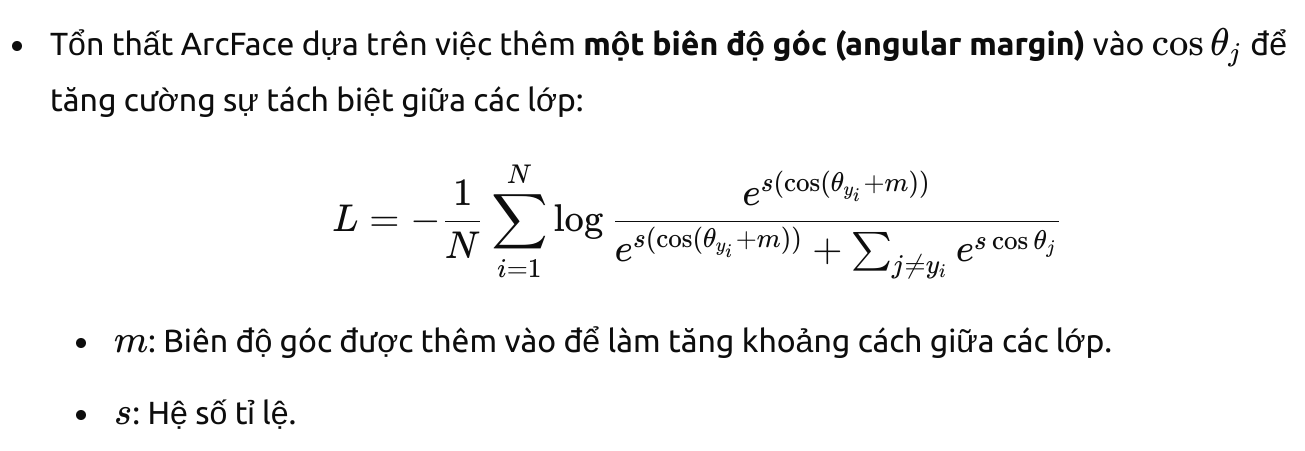 • Tổn thất ArcFace dựa trên việc thêm một biên độ góc (angular margin) vào cos θ_j để
tăng cường sự tách biệt giữa các lớp:
L = -\frac{1}{N} \sum_{i=1}^{N} \log \frac{e^{s(\cos(\theta_{y_i}+m))}}{e^{s(\cos(\theta_{y_i}+m))} + \sum_{j \neq y_i} e^{s \cos \theta_j}}
• m: Biên độ góc được thêm vào để làm tăng khoảng cách giữa các lớp.
• s: Hệ số tỉ lệ.